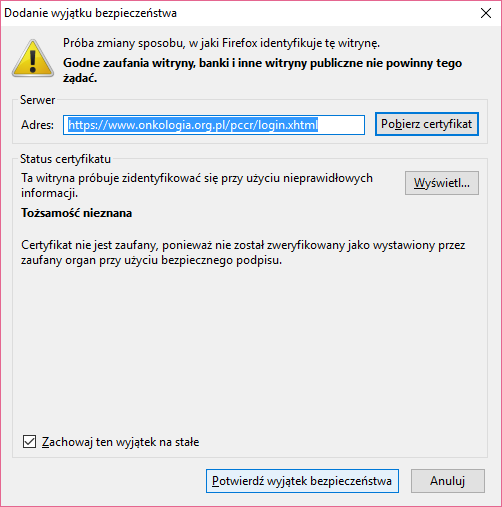 Dodanie wyjątku bezpieczeństwa
Próba zmiany sposobu, w jaki Firefox identyfikuje tę witrynę.
Godne zaufania witryny, banki i inne witryny publiczne nie powinny tego
żądać.
Serwer
Adres: https://www.onkologia.org.pl/pccr/login.xhtml Pobierz certyfikat
Status certyfikatu
Ta witryna próbuje zidentyfikować się przy użyciu nieprawidłowych
informacji.
Wyświetl...
Tożsamość nieznana
Certyfikat nie jest zaufany, ponieważ nie został zweryfikowany jako wystawiony przez
zaufany organ przy użyciu bezpiecznego podpisu.
Zachowaj ten wyjątek na stałe
Potwierdź wyjątek bezpieczeństwa Anuluj